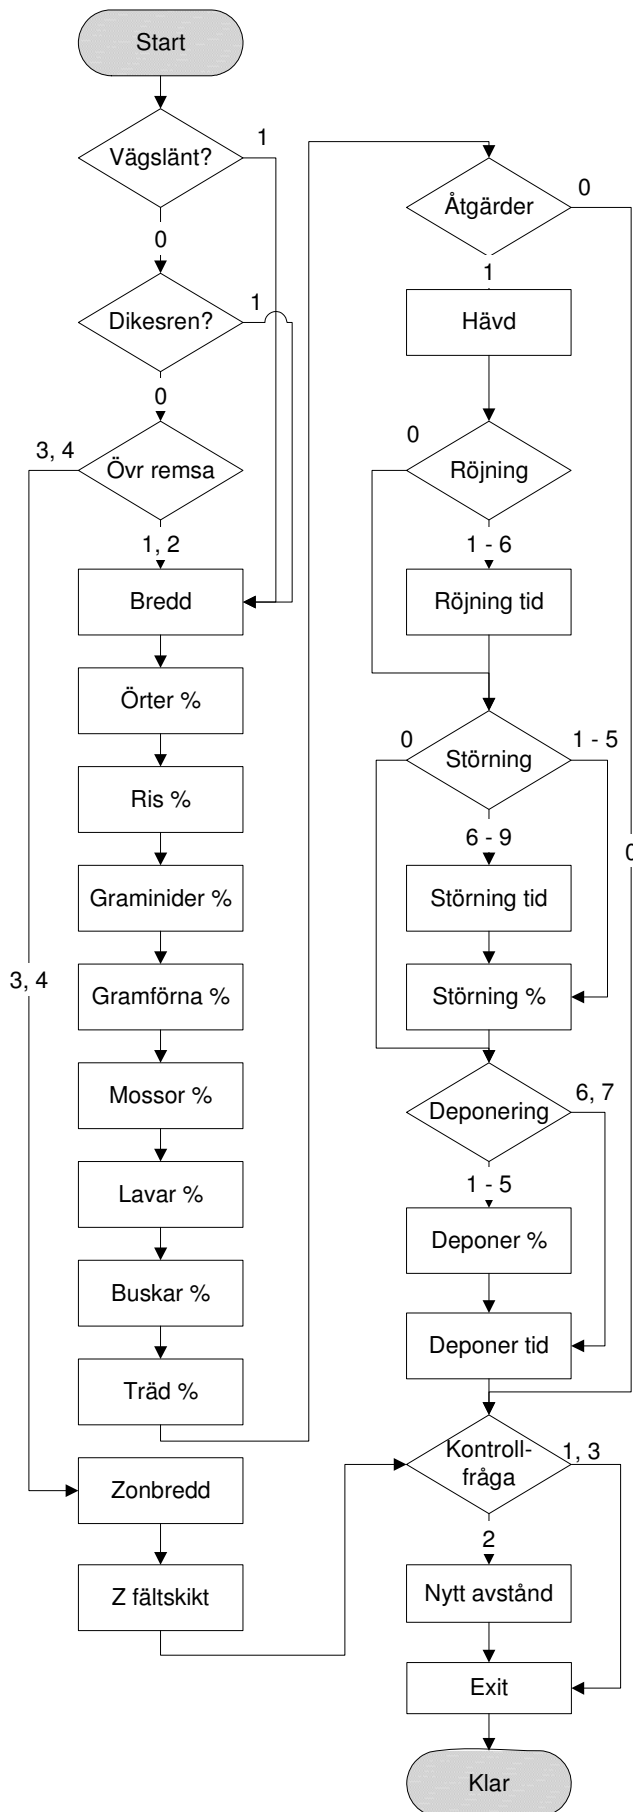 Start
Vägslänt?
1
0
Dikesren?
1
0
3, 4
Övr remsa
1, 2
Bredd
Örter %
Ris %
Graminider %
Gramförna %
3, 4
Mossor %
Lavar %
Buskar %
Träd %
Zonbredd
Z fältskikt
Åtgärder
0
1
Hävd
0
Röjning
1 - 6
Röjning tid
0
Störning
1 - 5
6 - 9
0
Störning tid
Störning %
Deponering
6, 7
1 - 5
Deponer %
Deponer tid
Kontroll-
fråga
1, 3
2
Nytt avstånd
Exit
Klar